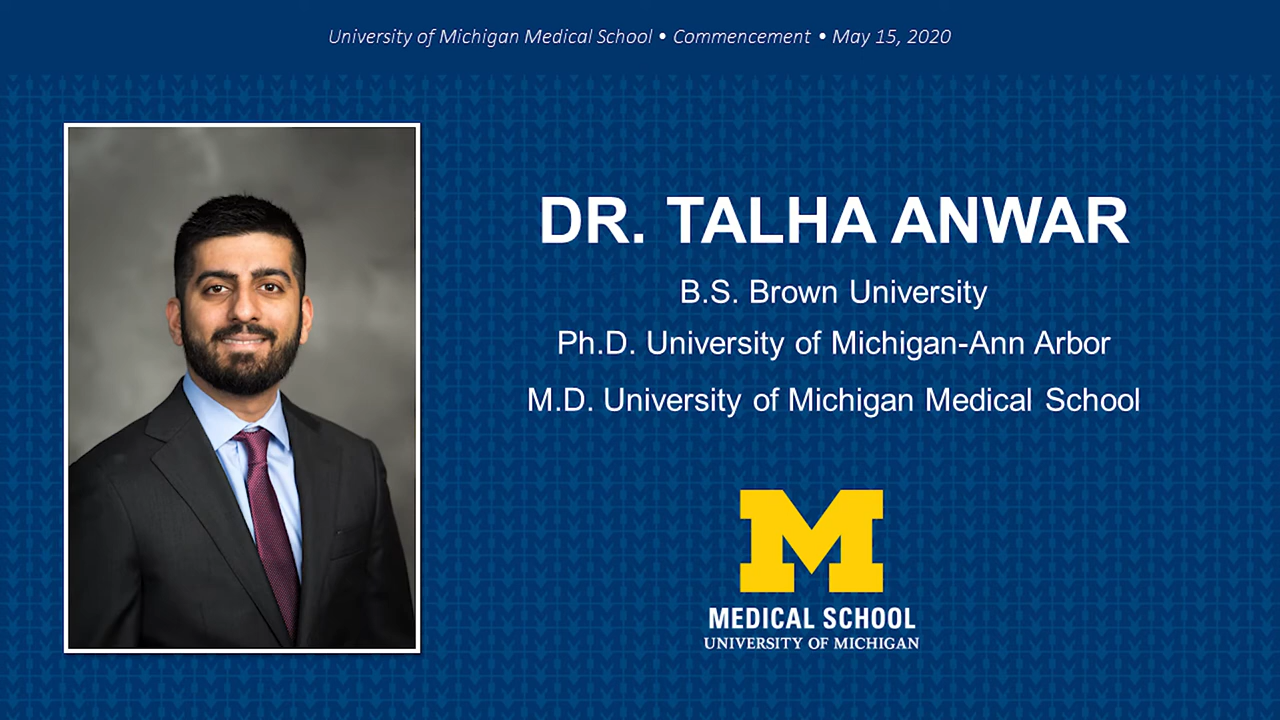 University of Michigan Medical School • Commencement • May 15, 2020
DR. TALHA ANWAR
B.S. Brown University
Ph.D. University of Michigan-Ann Arbor
M.D. University of Michigan Medical School
M
MEDICAL SCHOOL
UNIVERSITY OF MICHIGAN